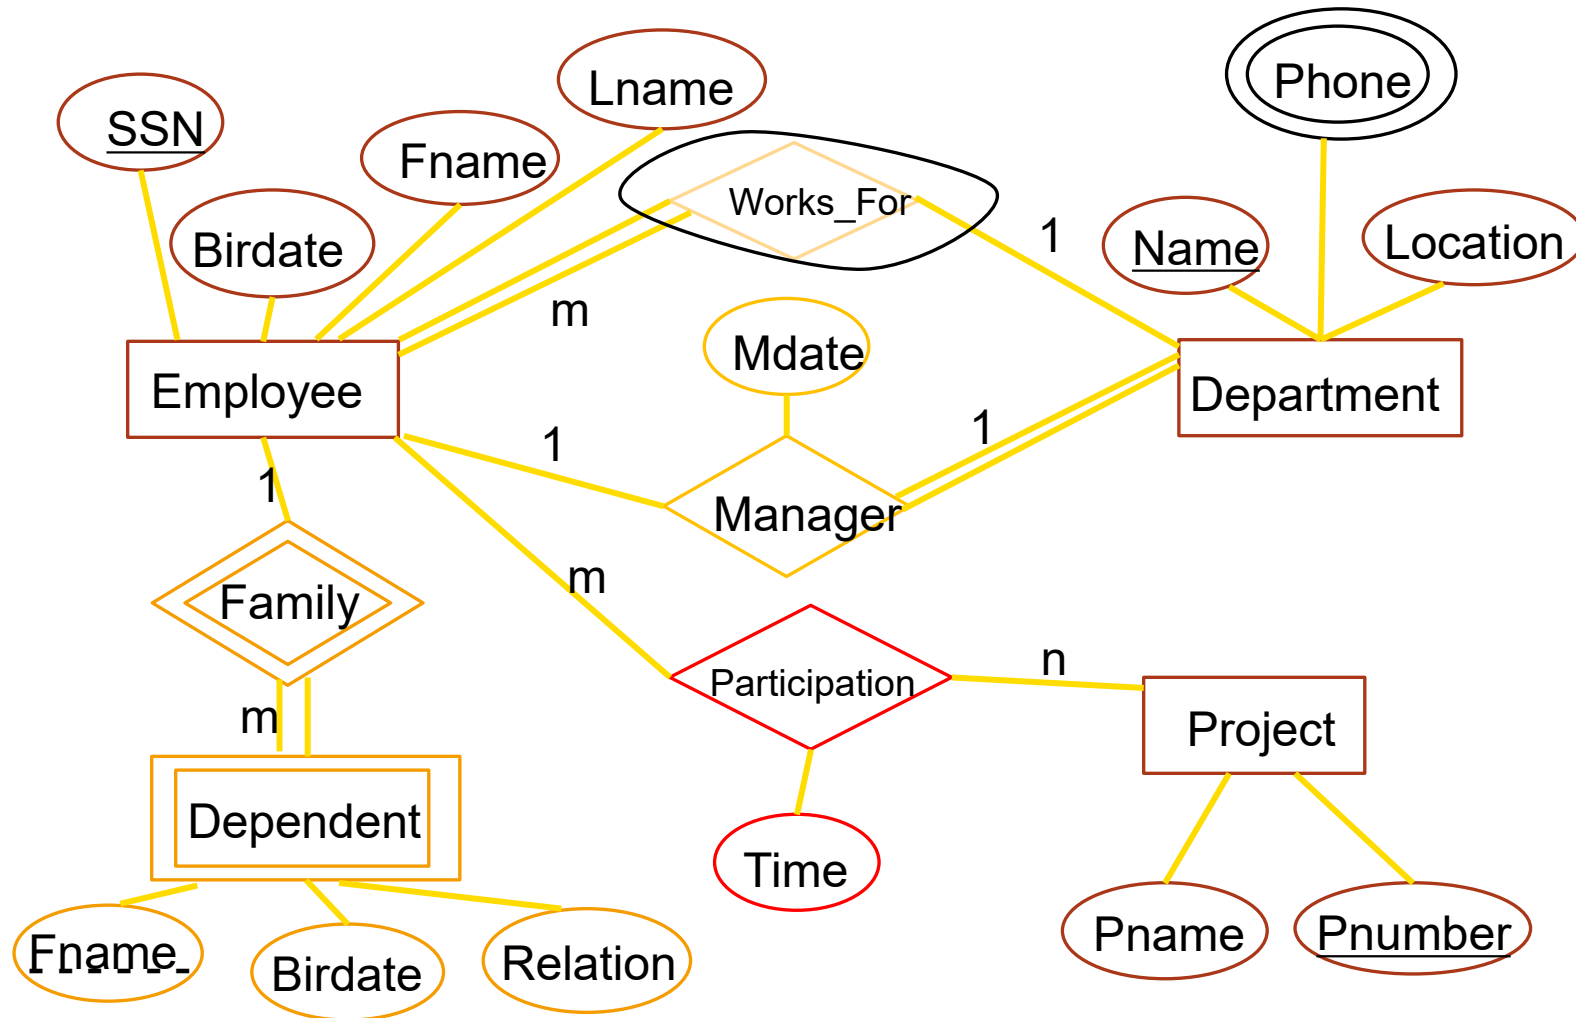 Lname
Phone
SSN
Fname
Works_For
Birdate
1
Name
Location
m
Mdate
Employee
Department
1
1
1
Manager
m
Family
n
Participation
m
Project
Dependent
Time
Fname
Birdate
Relation
Pname
Pnumber